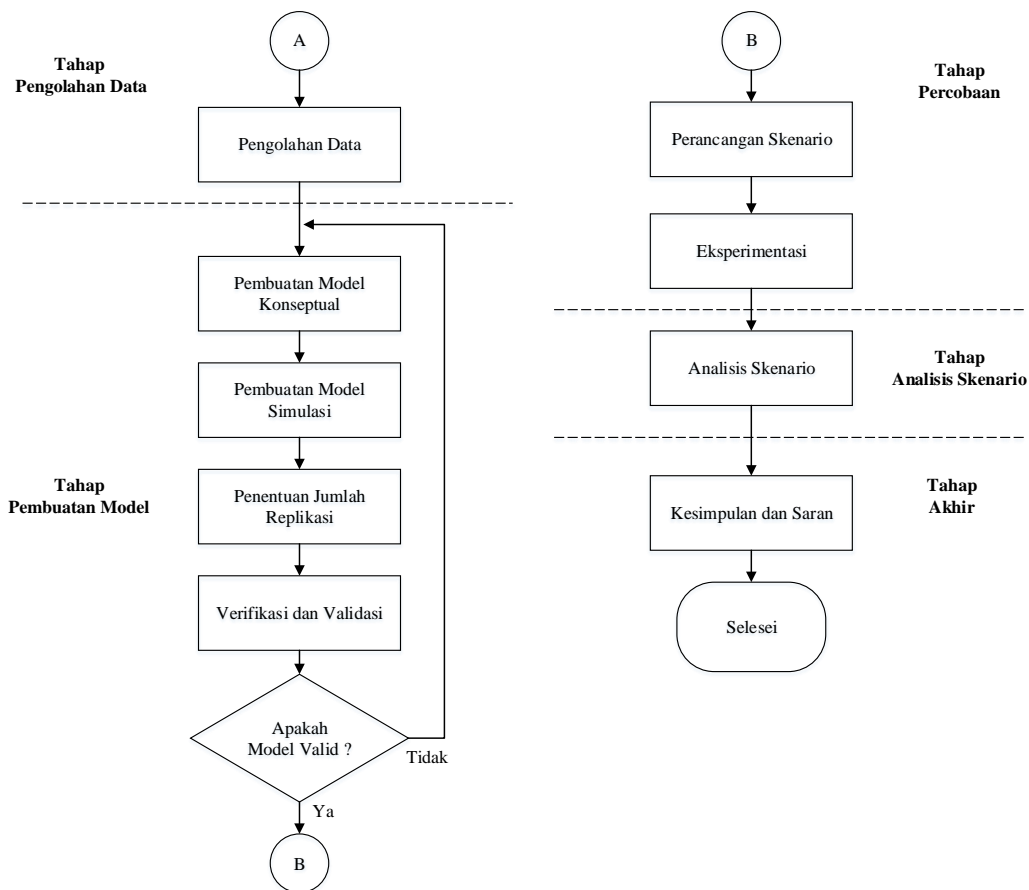 A
Tahap
Pengolahan Data
Pengolahan Data
Pembuatan Model
Konseptual
Pembuatan Model
Simulasi
Tahap
Pembuatan Model
Penentuan Jumlah
Replikasi
Verifikasi dan Validasi
Apakah
Model Valid ?
Tidak
Ya
B
B
Tahap
Percobaan
Perancangan Skenario
Eksperimentasi
Analisis Skenario
Tahap
Analisis Skenario
Kesimpulan dan Saran
Tahap
Akhir
Selesei